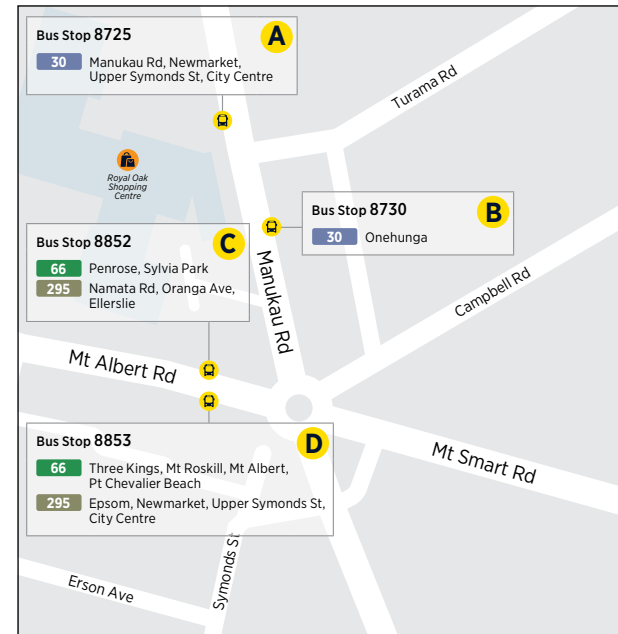 Bus Stop 8725
A
30 Manukau Rd, Newmarket,
Upper Symonds St, City Centre
Turama Rd
Royal Oak
Shopping
Centre
Bus Stop 8730
B
30 Onehunga
Bus Stop 8852
C
66 Penrose, Sylvia Park
295 Namata Rd, Oranga Ave,
Ellerslie
Manukau Rd
Campbell Rd
Mt Albert Rd
Mt Smart Rd
Bus Stop 8853
D
66 Three Kings, Mt Roskill, Mt Albert,
Pt Chevalier Beach
295 Epsom, Newmarket, Upper Symonds St,
City Centre
Symonds St
Erson Ave